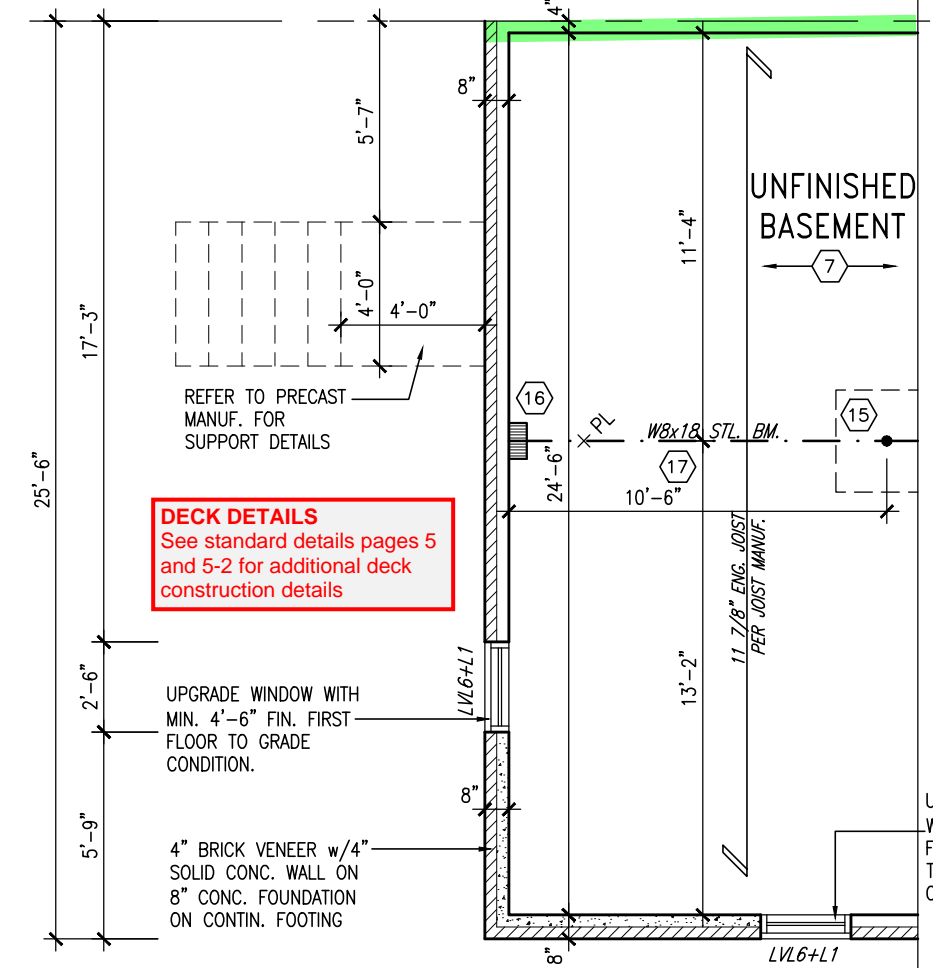 4"
8"
5'-7"
UNFINISHED
BASEMENT
7
11'-4"
4'-0"
4'-0"
17'-3"
REFER TO PRECAST
MANUF. FOR
SUPPORT DETAILS
16
PL
W8x18 STL. BM.
15
17
24'-6"
10'-6"
25'-6"
DECK DETAILS
See standard details pages 5
and 5-2 for additional deck
construction details
11 7/8" ENG. JOIST
PER JOIST MANUF.
2'-6"
LVL6+L1
13'-2"
UPGRADE WINDOW WITH
MIN. 4'-6" FIN. FIRST
FLOOR TO GRADE
CONDITION.
8"
5'-9"
4" BRICK VENEER w/4"
SOLID CONC. WALL ON
8" CONC. FOUNDATION
ON CONTIN. FOOTING
8"
LVL6+L1